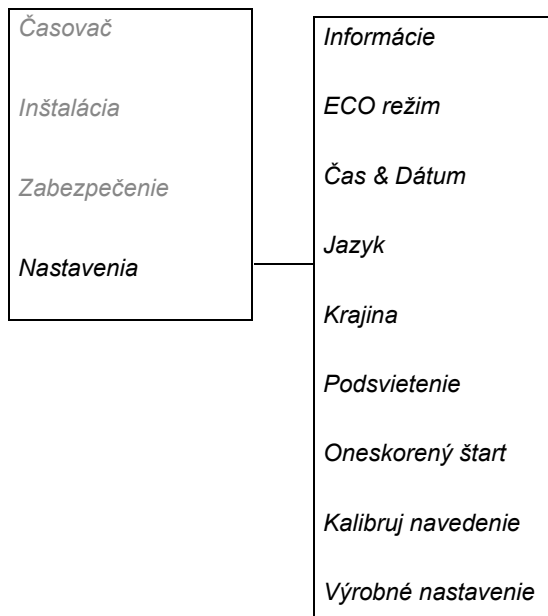 Časovač
Inštalácia
Zabezpečenie
Nastavenia
Informácie
ECO režim
Čas & Dátum
Jazyk
Krajina
Podsvietenie
Oneskorený štart
Kalibruj navedenie
Výrobné nastavenie